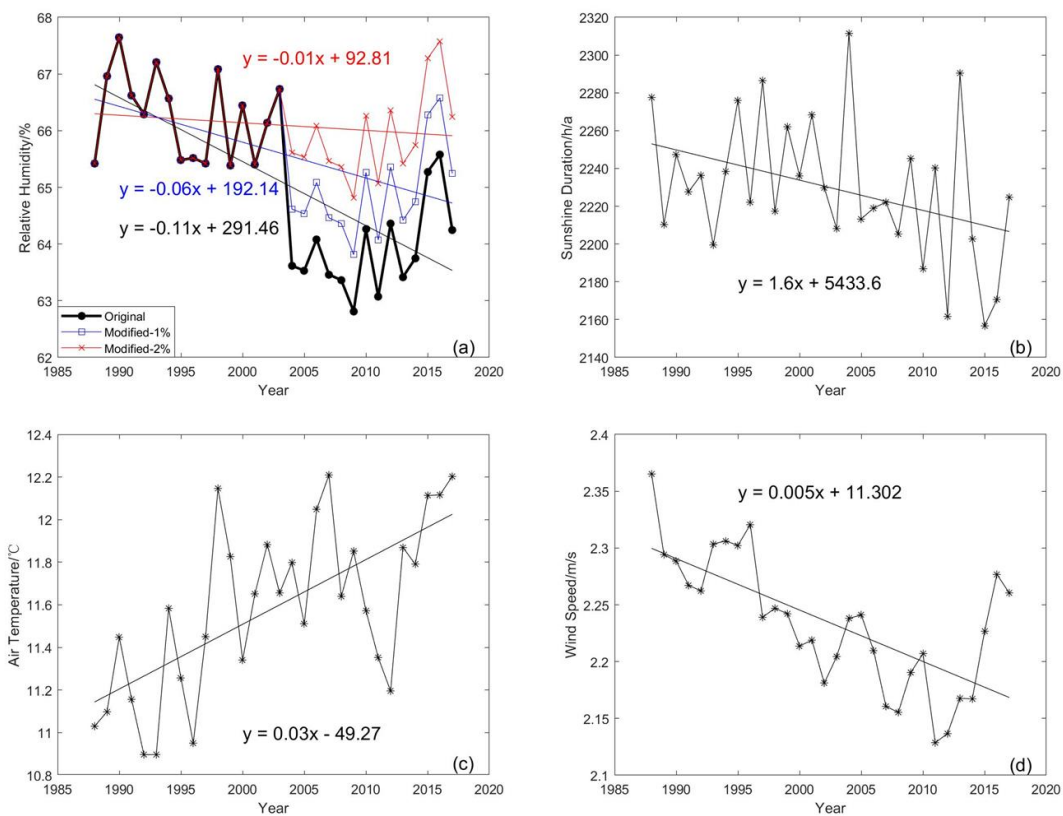 68
67
66
65
64
63
62
Relative Humidity/%
y = -0.01x + 92.81
y = -0.06x + 192.14
y = -0.11x + 291.46
Original
Modified-1%
Modified-2%
(a)
1985 1990 1995 2000 2005 2010 2015 2020
Year
2320
2300
2280
2260
2240
2220
2200
2180
2160
2140
Sunshine Duration/h/a
y = 1.6x + 5433.6
(b)
1985 1990 1995 2000 2005 2010 2015 2020
Year
12.4
12.2
12
11.8
11.6
11.4
11.2
11
10.8
Air Temperature/℃
y = 0.03x - 49.27
(c)
1985 1990 1995 2000 2005 2010 2015 2020
Year
2.4
2.35
2.3
2.25
2.2
2.15
2.1
Wind Speed/m/s
y = 0.005x + 11.302
(d)
1985 1990 1995 2000 2005 2010 2015 2020
Year